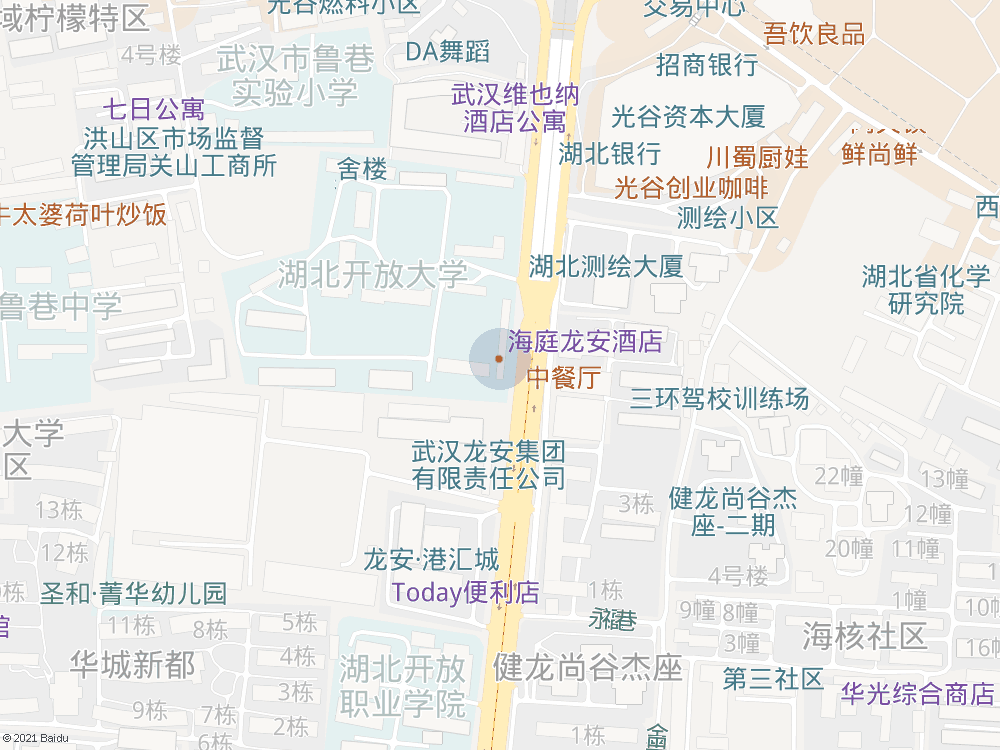 光谷燃料小区
交易中心
域柠檬特区
吾饮良品
4号楼
DA舞蹈
武汉市鲁巷
实验小学
招商银行
七日公寓
武汉维也纳
酒店公寓
光谷资本大厦
洪山区市场监督
管理局关山工商所
舍楼
湖北银行
川蜀厨娃
鲜尚鲜
光谷创业咖啡
牛太婆荷叶炒饭
测绘小区
西
湖北开放大学
湖北测绘大厦
湖北省化学
研究院
鲁巷中学
海庭龙安酒店
中餐厅
三环驾校训练场
大学
区
武汉龙安集团
有限责任公司
22幢
13幢
13栋
3栋
健龙尚谷杰
座-二期
12幢
12栋
龙安·港汇城
20幢
11幢
4号楼
栋
圣和·菁华幼儿园
Today便利店
1栋
1幢
10幢
9幢
8幢
馆
11栋
8栋
5栋
永福巷
3幢
海核社区
16幢
华城新都
4栋
湖北开放
职业学院
健龙尚谷杰座
第三社区
3栋
华光综合商店
9栋
7栋
2栋
6栋
1栋
© 2021 Baidu